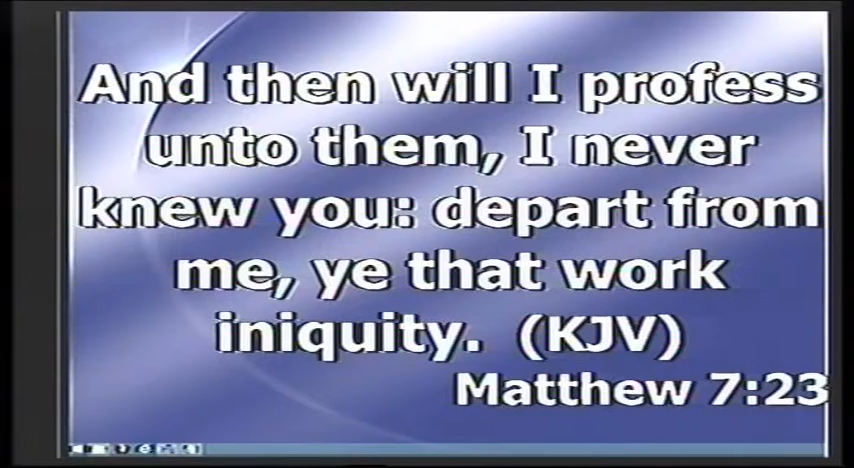 And then will I profess
unto them, I never
knew you: depart from
me, ye that work
iniquity. (KJV)
Matthew 7:23